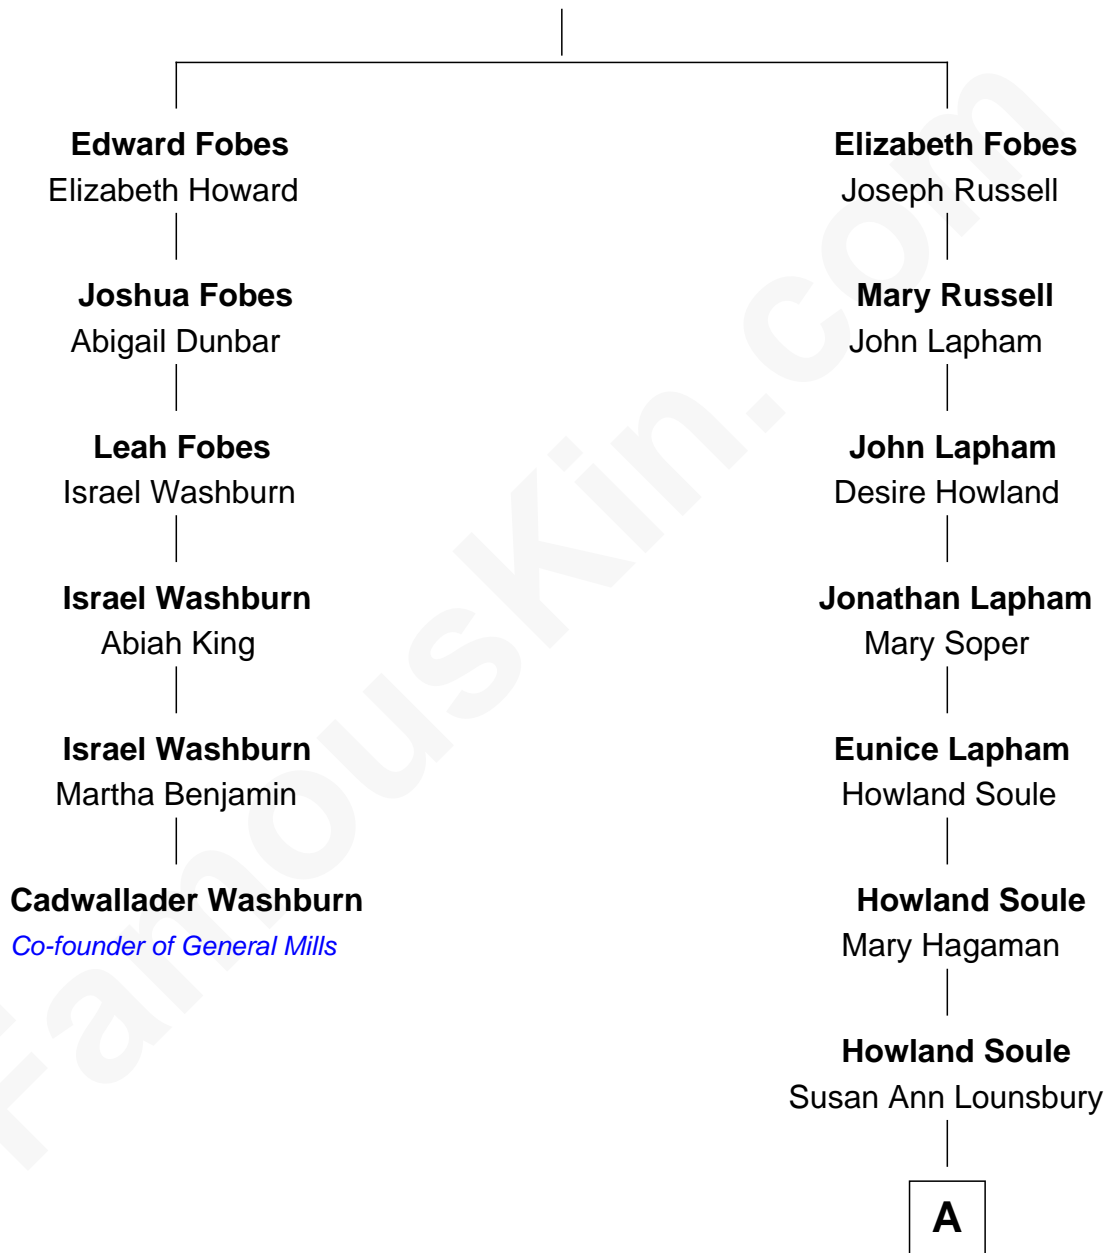 Edward Fobes
Elizabeth Howard
Joshua Fobes
Abigail Dunbar
Leah Fobes
Israel Washburn
Israel Washburn
Abiah King
Israel Washburn
Martha Benjamin
Cadwallader Washburn
Co-founder of General Mills
Elizabeth Fobes
Joseph Russell
Mary Russell
John Lapham
John Lapham
Desire Howland
Jonathan Lapham
Mary Soper
Eunice Lapham
Howland Soule
Howland Soule
Mary Hagaman
Howland Soule
Susan Ann Lounsbury
A
FamousKin.com